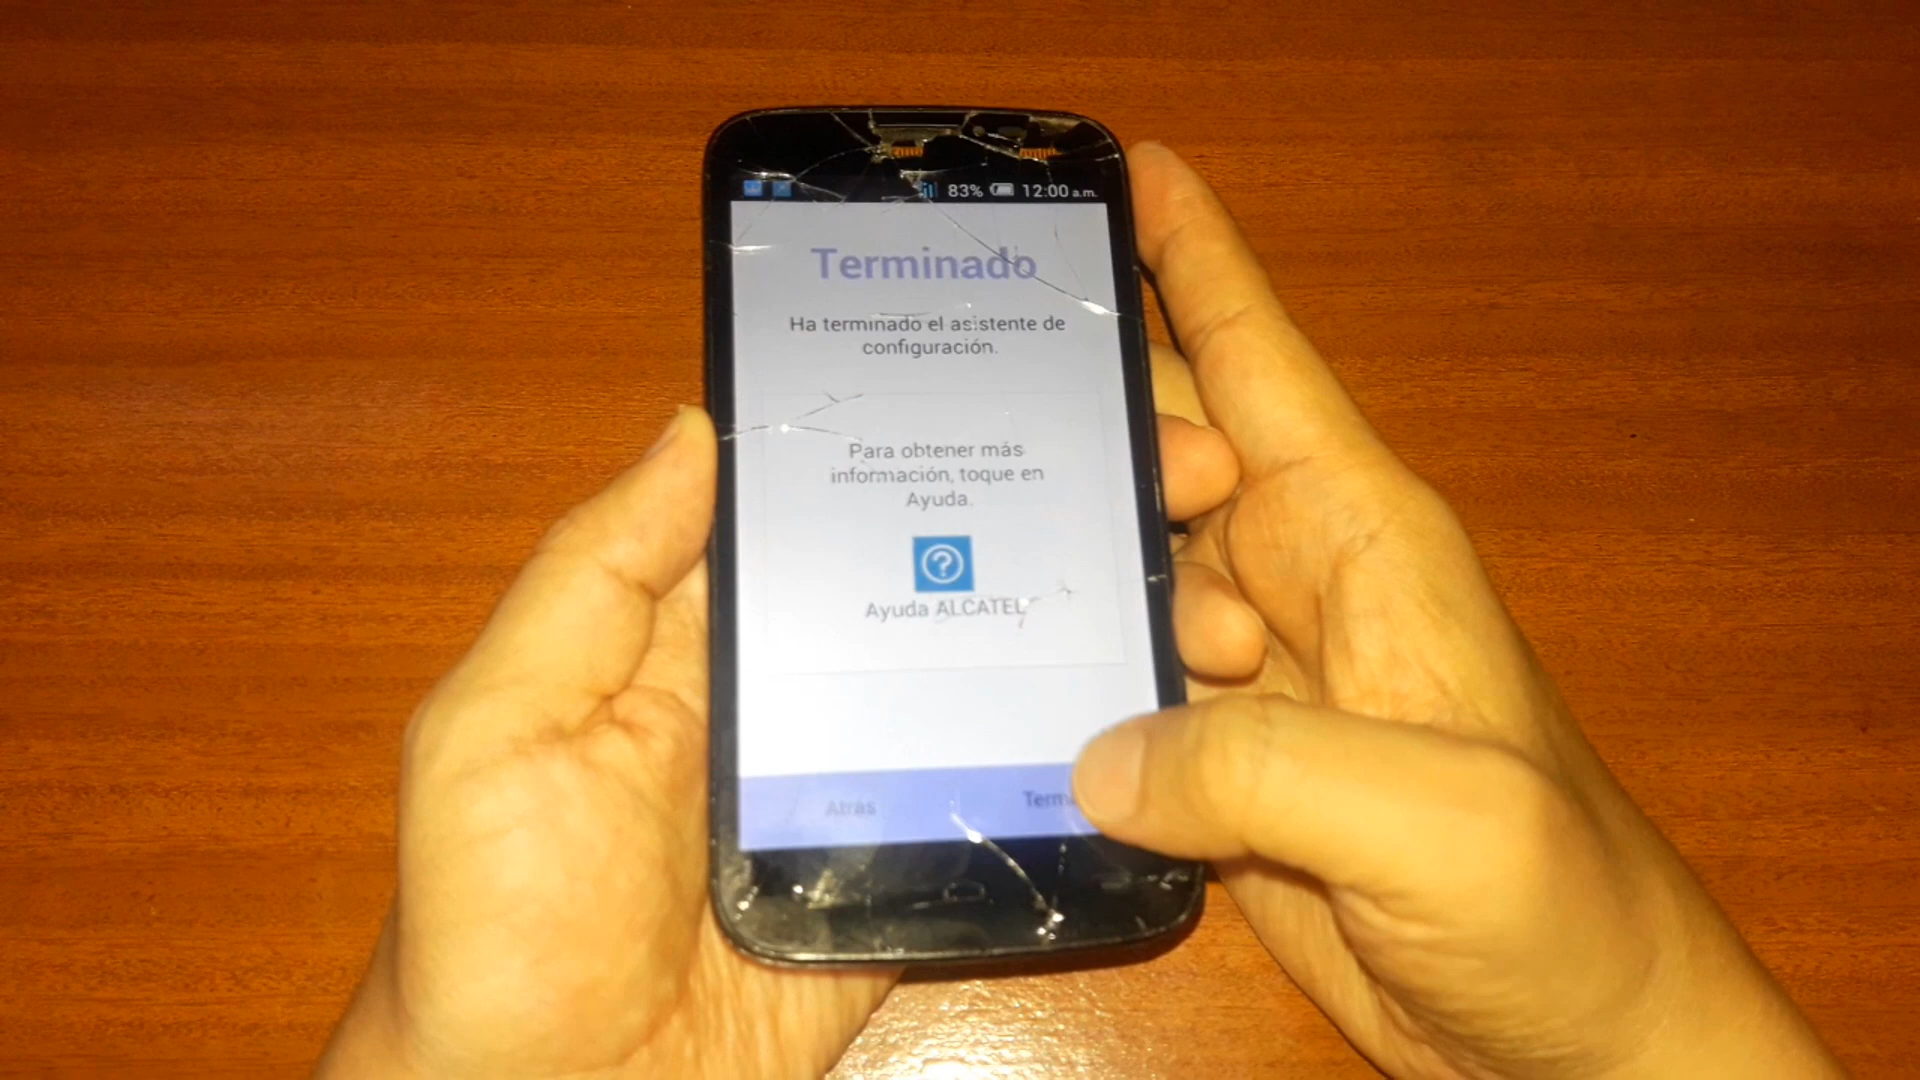 83% 12:00 a.m.
Terminado
Ha terminado el asistente de
configuración.
Para obtener más
información, toque en
Ayuda.
Ayuda ALCATEL
Atrás